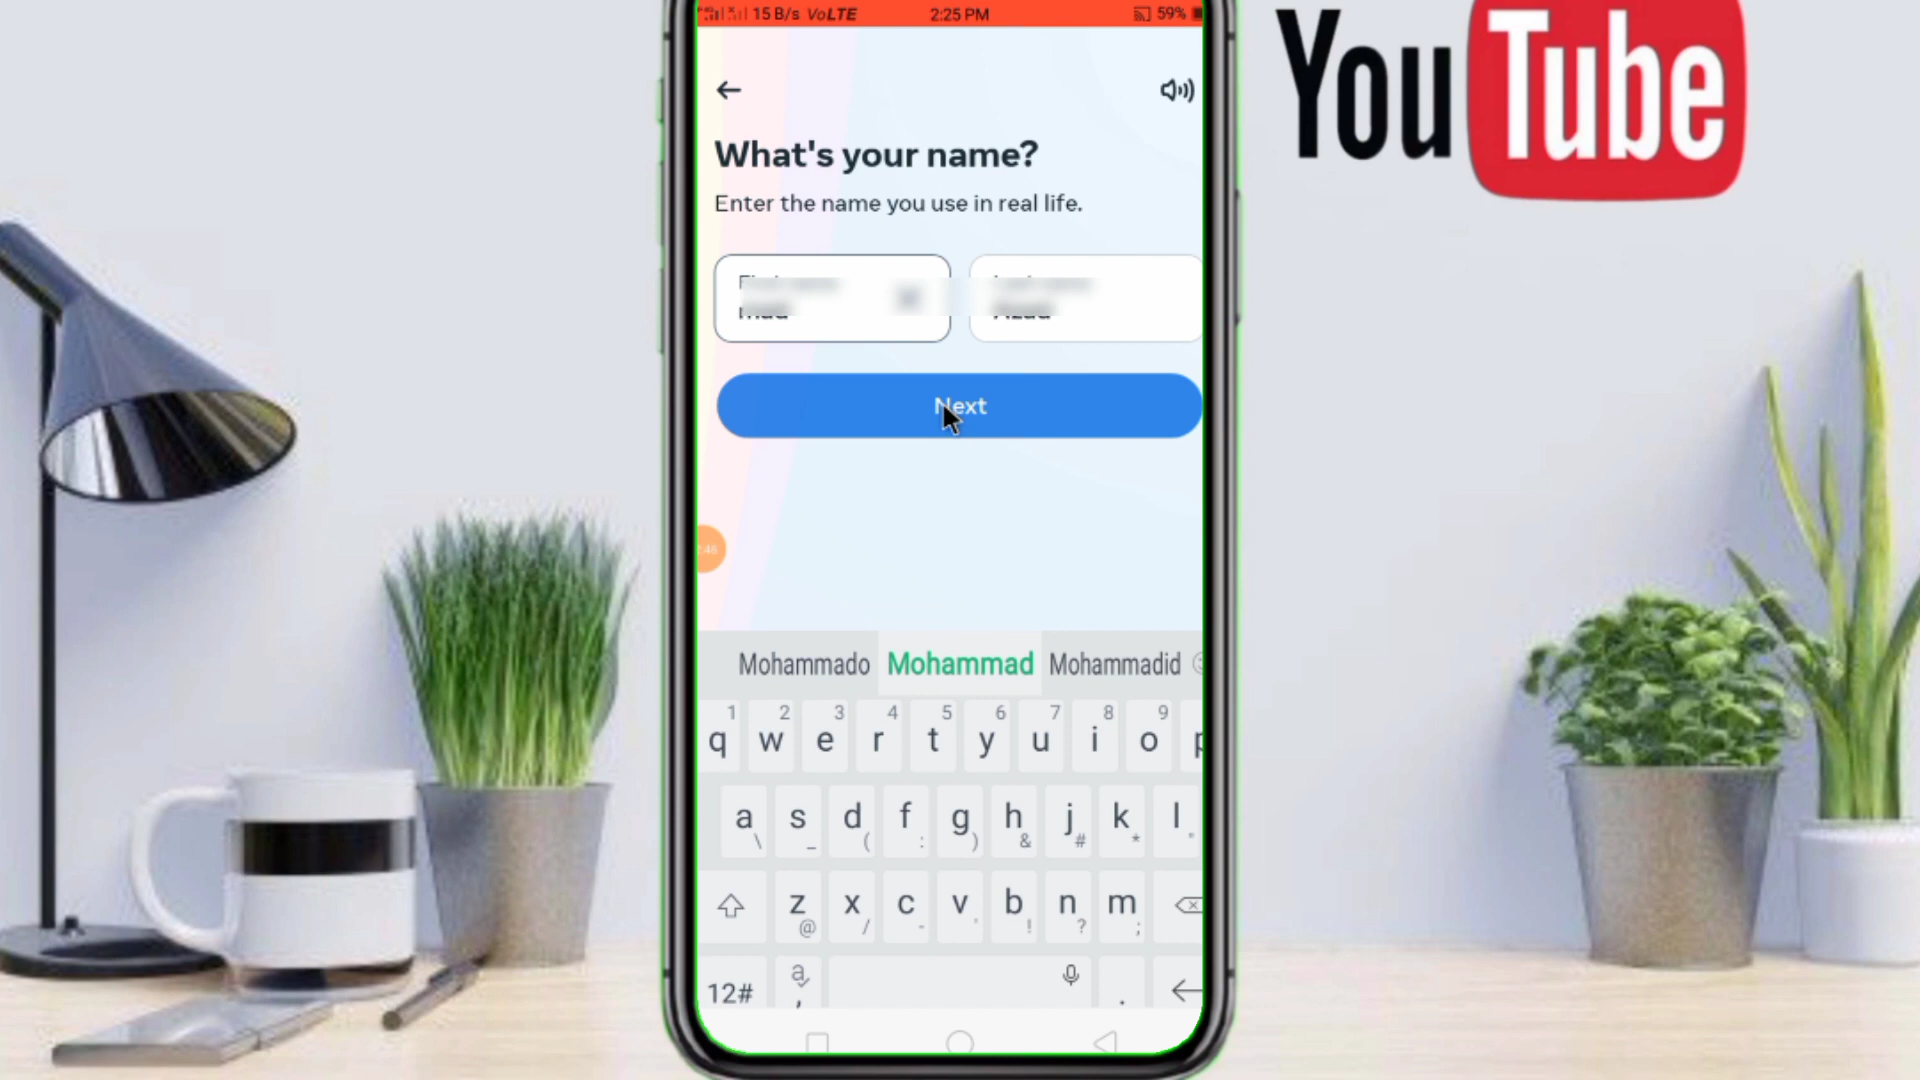 15 B/s VoLTE 2:25 PM 59%
YouTube
What's your name?
Enter the name you use in real life.
Next
Mohammado Mohammad Mohammadid
1 2 3 4 5 6 7 8 9
q w e r t y u i o p
a s d f g h j k l
\ _ ( : ) & # * "
z x c v b n m
@ / - ' ! ? ;
12# a , .